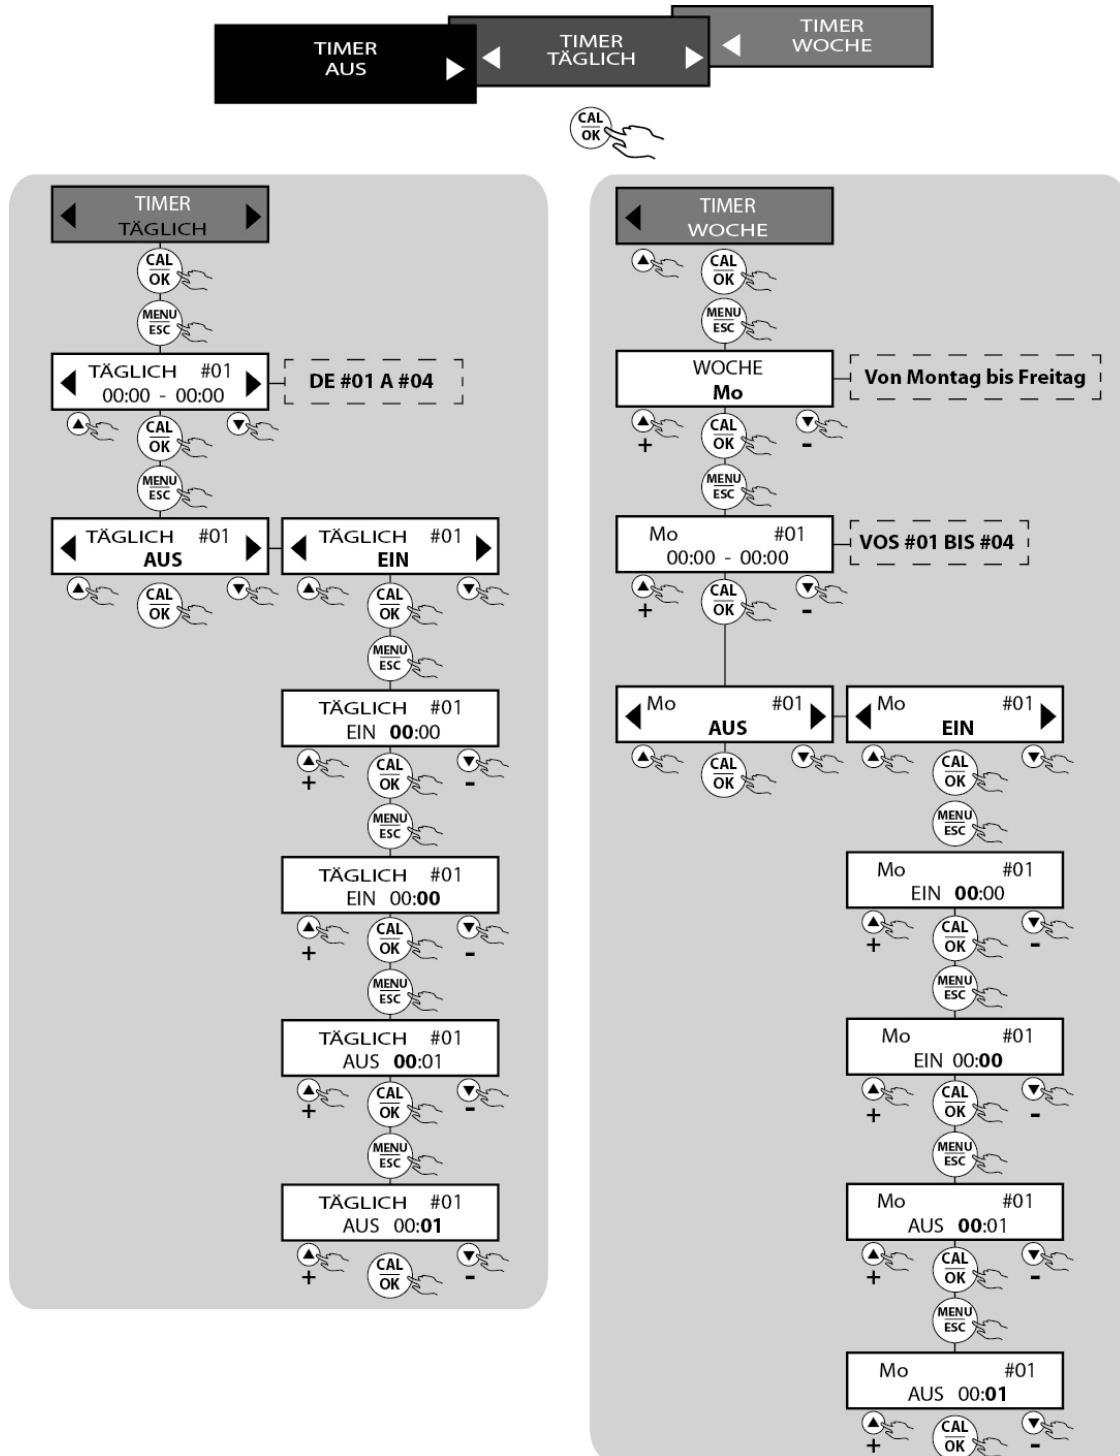 TIMER
AUS
TIMER
TÄGLICH
TIMER
WOCHE
CAL
OK
TIMER
TÄGLICH
CAL
OK
MENU
ESC
TÄGLICH #01
00:00 - 00:00
DE #01 A #04
CAL
OK
MENU
ESC
TÄGLICH #01
AUS
TÄGLICH #01
EIN
CAL
OK
CAL
OK
MENU
ESC
TÄGLICH #01
EIN 00:00
+
CAL
OK
-
MENU
ESC
TÄGLICH #01
EIN 00:00
+
CAL
OK
-
MENU
ESC
TÄGLICH #01
AUS 00:01
+
CAL
OK
-
MENU
ESC
TÄGLICH #01
AUS 00:01
+
CAL
OK
-
TIMER
WOCHE
CAL
OK
MENU
ESC
WOCHE
Mo
Von Montag bis Freitag
+
CAL
OK
-
MENU
ESC
Mo #01
00:00 - 00:00
VOS #01 BIS #04
+
CAL
OK
-
Mo #01
AUS
Mo #01
EIN
CAL
OK
CAL
OK
MENU
ESC
Mo #01
EIN 00:00
+
CAL
OK
-
MENU
ESC
Mo #01
EIN 00:00
+
CAL
OK
-
MENU
ESC
Mo #01
AUS 00:01
+
CAL
OK
-
MENU
ESC
Mo #01
AUS 00:01
+
CAL
OK
-